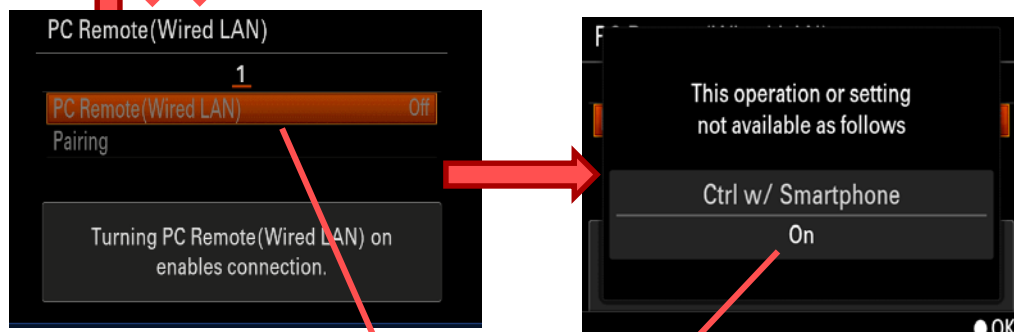 PC Remote(Wired LAN)
1
PC Remote(Wired LAN) Off
Pairing
Turning PC Remote(Wired LAN) on
enables connection.
This operation or setting
not available as follows
Ctrl w/ Smartphone
On
OK